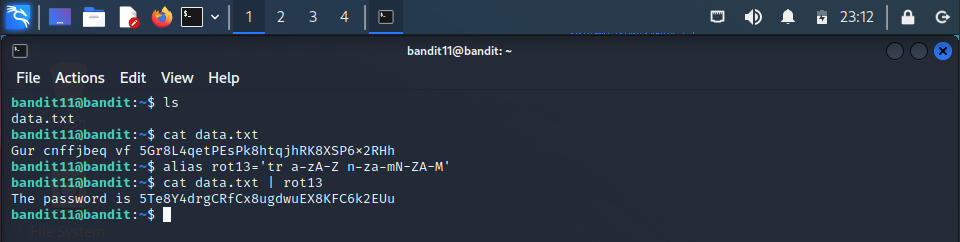 1 2 3 4 23:12
bandit11@bandit: ~
File Actions Edit View Help
bandit11@bandit:~$ ls
data.txt
bandit11@bandit:~$ cat data.txt
Gur cnffjbeq vf 5Gr8L4qetPEsPk8htqjhRK8XSP6x2RHh
bandit11@bandit:~$ alias rot13='tr a-zA-Z n-za-mN-ZA-M'
bandit11@bandit:~$ cat data.txt | rot13
The password is 5Te8Y4drgCRfCx8ugdwuEX8KFC6k2EUu
bandit11@bandit:~$
File System